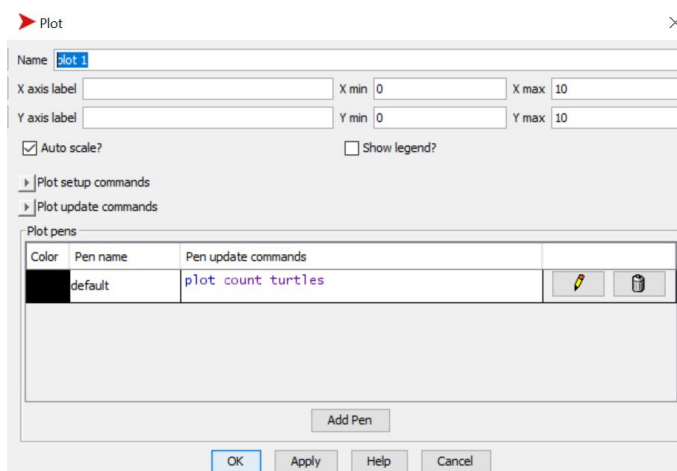 Plot
Name plot 1
X axis label X min 0 X max 10
Y axis label Y min 0 Y max 10
Auto scale? Show legend?
Plot setup commands
Plot update commands
Plot pens
Color Pen name Pen update commands
default plot count turtles
Add Pen
OK Apply Help Cancel